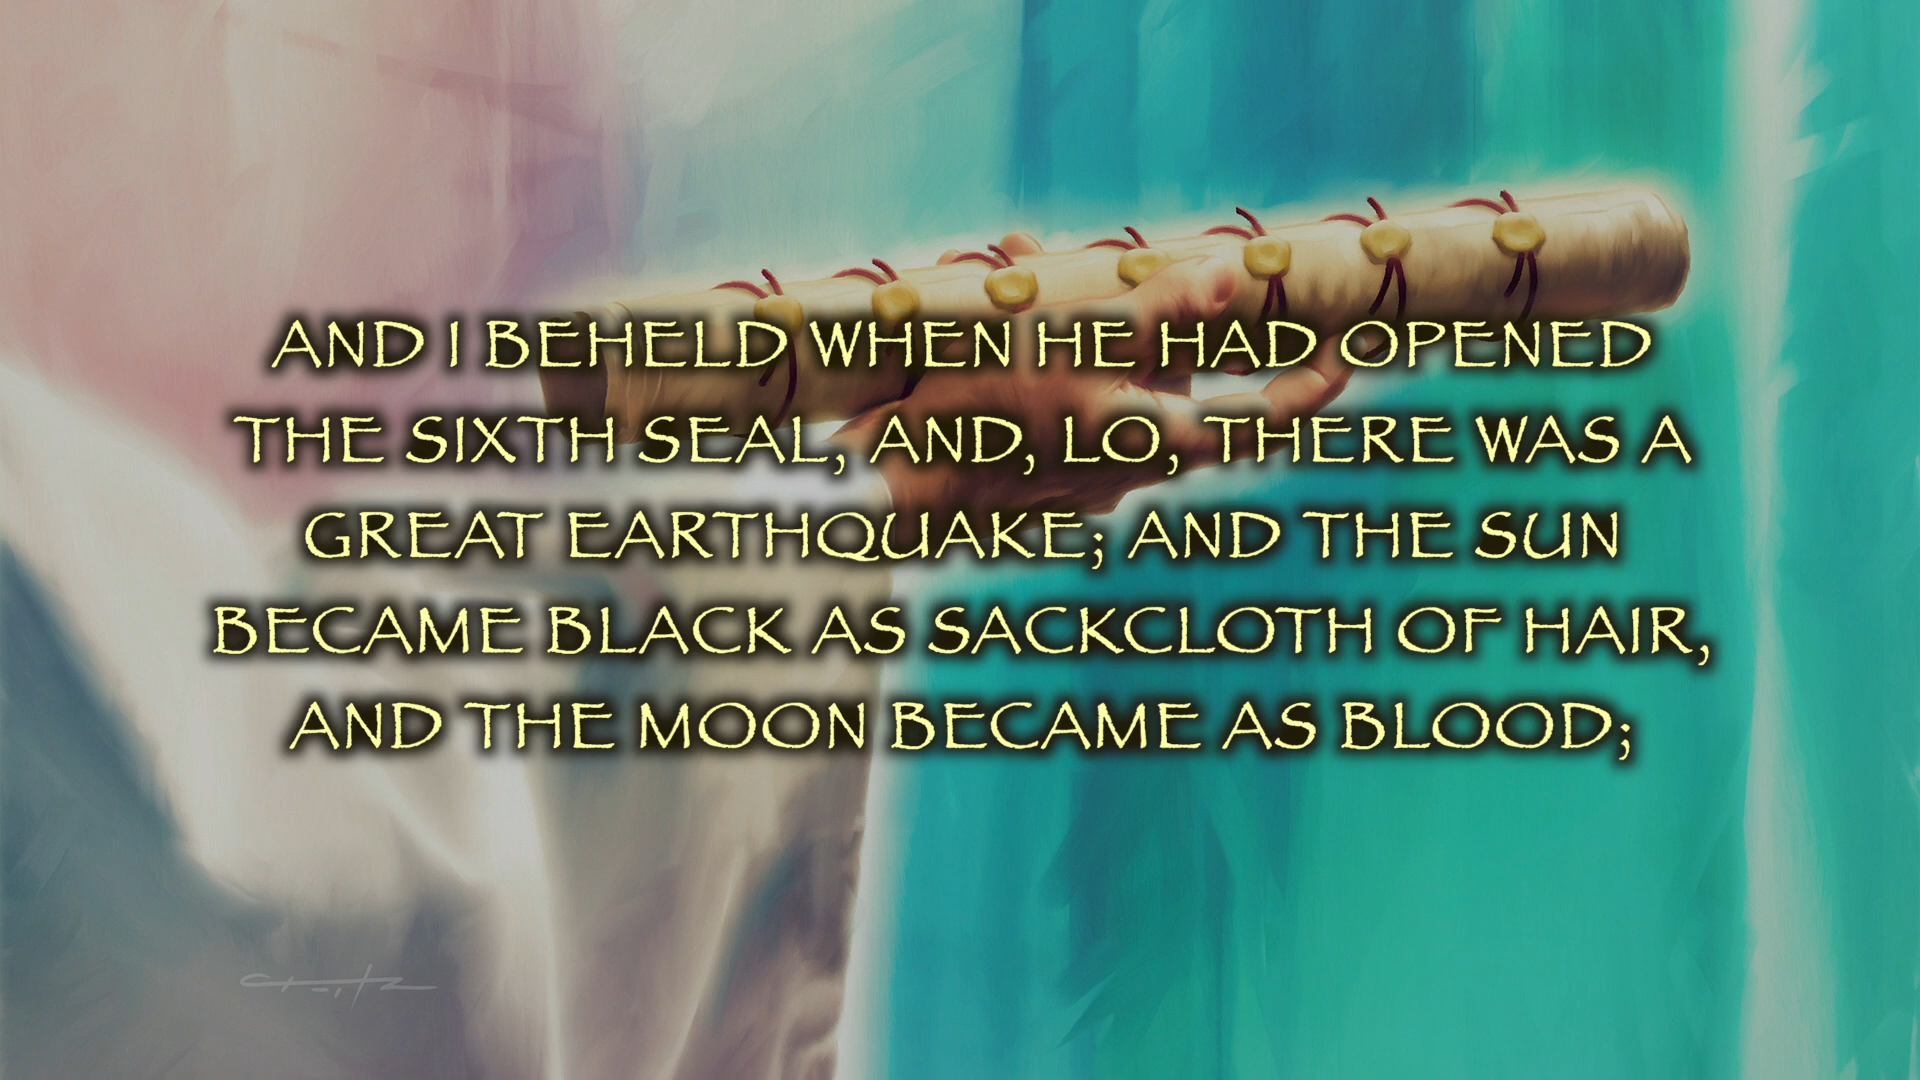 AND I BEHELD WHEN HE HAD OPENED
THE SIXTH SEAL, AND, LO, THERE WAS A
GREAT EARTHQUAKE; AND THE SUN
BECAME BLACK AS SACKCLOTH OF HAIR,
AND THE MOON BECAME AS BLOOD;